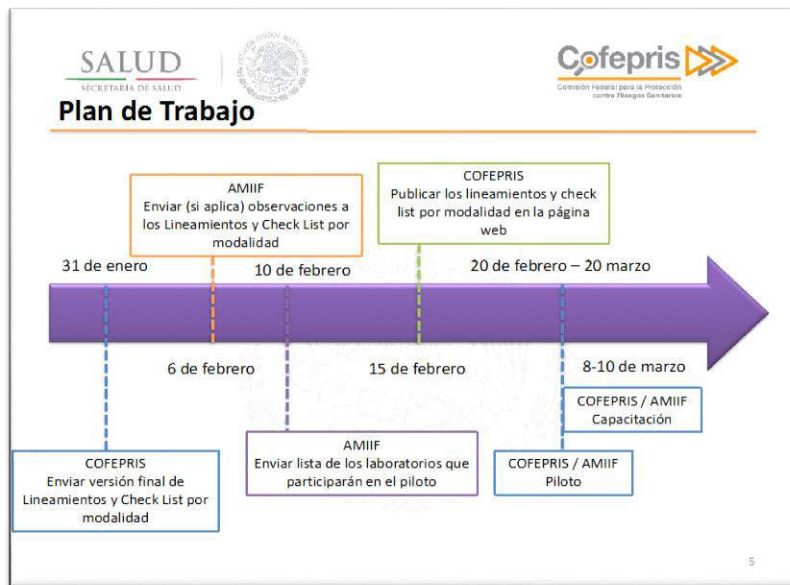 SALUD
SECRETARÍA DE SALUD
Cofepris
Comisión Federal para la Protección
contra Riesgos Sanitarios
Plan de Trabajo
AMIIF
Enviar (si aplica) observaciones a
los Lineamientos y Check List por
modalidad
COFEPRIS
Publicar los lineamientos y check
list por modalidad en la página
web
31 de enero
10 de febrero
20 de febrero – 20 marzo
6 de febrero
15 de febrero
8-10 de marzo
COFEPRIS / AMIIF
Capacitación
AMIIF
Enviar lista de los laboratorios que
participarán en el piloto
COFEPRIS / AMIIF
Piloto
COFEPRIS
Enviar versión final de
Lineamientos y Check List por
modalidad
5